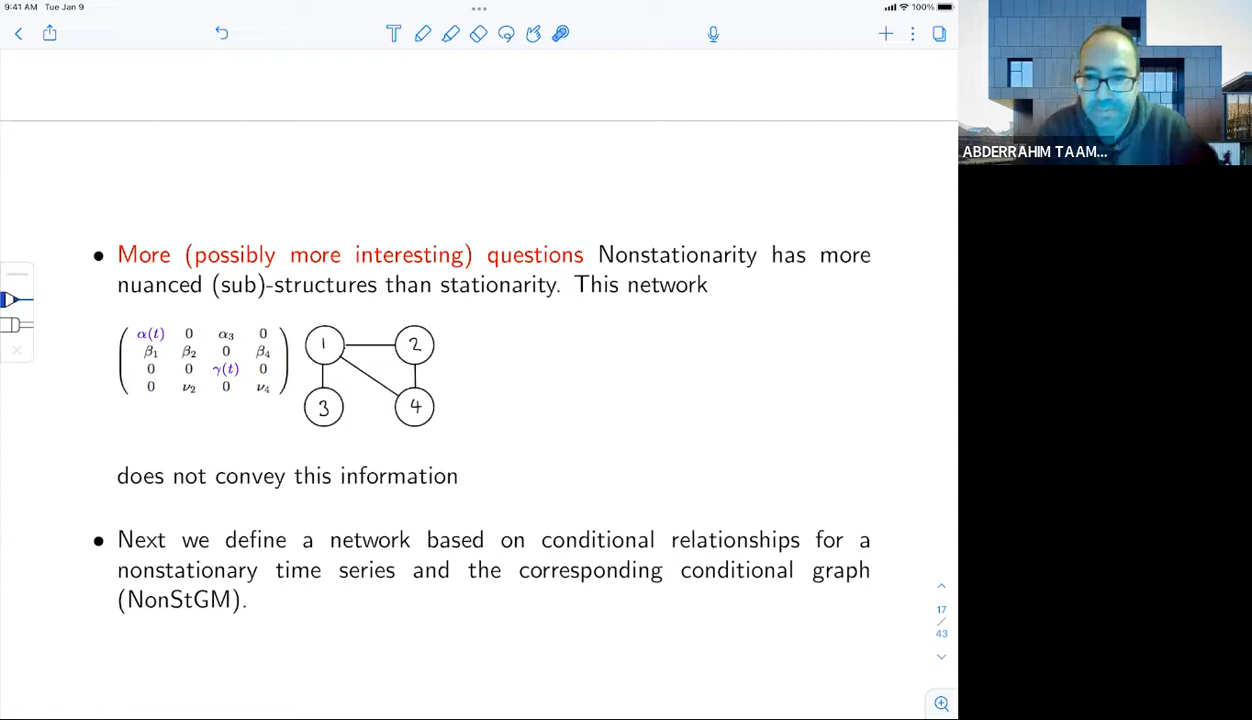 9:41 AM Tue Jan 9
100%
ABDERRAHIM TAAM...
• More (possibly more interesting) questions Nonstationarity has more
nuanced (sub)-structures than stationarity. This network
α(t) 0 α₃ 0
β₁ β₂ 0 β₄
0 0 γ(t) 0
0 ν₂ 0 ν₄
1 2
3 4
does not convey this information
• Next we define a network based on conditional relationships for a
nonstationary time series and the corresponding conditional graph
(NonStGM).
17
/
43